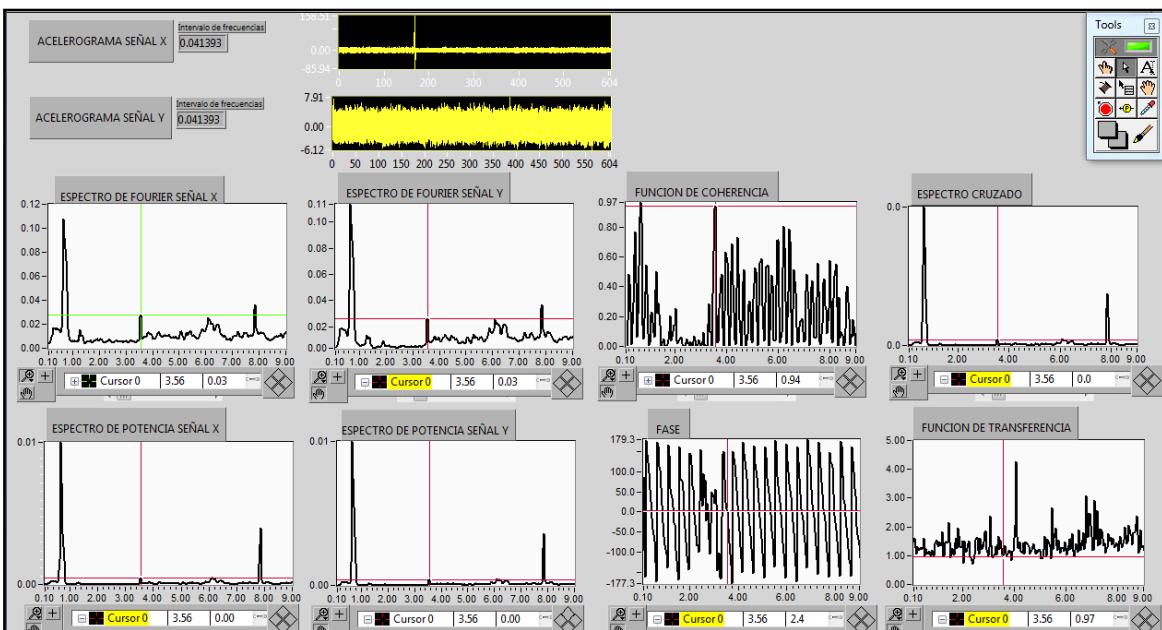 Tools
ACELEROGRAMA SEÑAL X
Intervalo de frecuencias
0.041393
158.51
0.00
-85.94
0 100 200 300 400 500 604
ACELEROGRAMA SEÑAL Y
Intervalo de frecuencias
0.041393
7.91
0.00
-6.12
0 50 100 150 200 250 300 350 400 450 500 550 604
ESPECTRO DE FOURIER SEÑAL X
0.12
0.10
0.08
0.06
0.04
0.02
0.00
0.10 1.00 2.00 3.00 4.00 5.00 6.00 7.00 8.00 9.00
Cursor 0 3.56 0.03
ESPECTRO DE FOURIER SEÑAL Y
0.11
0.10
0.08
0.06
0.04
0.02
0.00
0.10 1.00 2.00 3.00 4.00 5.00 6.00 7.00 8.00 9.00
Cursor 0 3.56 0.03
FUNCION DE COHERENCIA
0.97
0.80
0.60
0.40
0.20
0.00
0.10 2.00 4.00 6.00 8.00 9.00
Cursor 0 3.56 0.94
ESPECTRO CRUZADO
0.0
0.0
0.10 2.00 4.00 6.00 8.00 9.00
Cursor 0 3.56 0.0
ESPECTRO DE POTENCIA SEÑAL X
0.01
0.00
0.10 1.00 2.00 3.00 4.00 5.00 6.00 7.00 8.00 9.00
Cursor 0 3.56 0.00
ESPECTRO DE POTENCIA SEÑAL Y
0.01
0.00
0.10 1.00 2.00 3.00 4.00 5.00 6.00 7.00 8.00 9.00
Cursor 0 3.56 0.00
FASE
179.3
100.0
50.0
0.0
-50.0
-100.0
-177.3
0.10 2.00 4.00 6.00 8.00 9.00
Cursor 0 3.56 2.4
FUNCION DE TRANSFERENCIA
5.00
4.00
3.00
2.00
1.00
0.00
0.10 2.00 4.00 6.00 8.00 9.00
Cursor 0 3.56 0.97